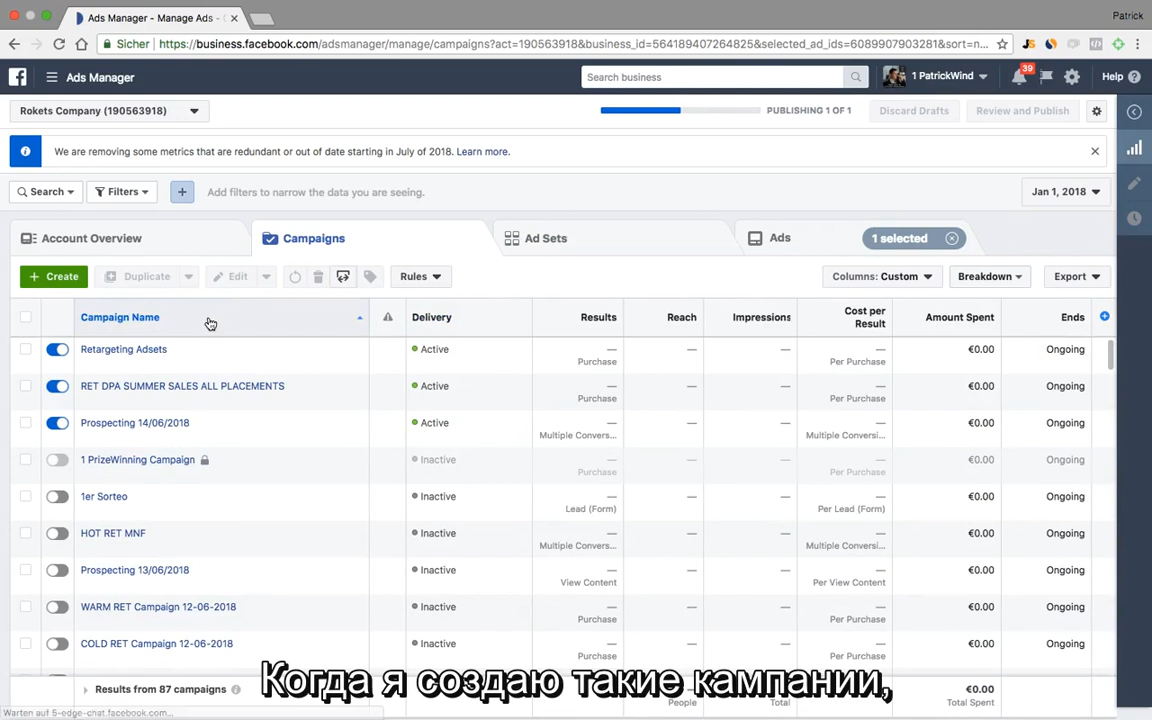 Ads Manager - Manage Ads -
Patrick
Sicher
https://business.facebook.com/adsmanager/manage/campaigns?act=190563918&business_id=564189407264825&selected_ad_ids=6089907903281&sort=n...
JS
Ads Manager
Search business
1 PatrickWind
39
Help
Rokets Company (190563918)
PUBLISHING 1 OF 1
Discard Drafts
Review and Publish
We are removing some metrics that are redundant or out of date starting in July of 2018. Learn more.
Search
Filters
Add filters to narrow the data you are seeing.
Jan 1, 2018
Account Overview
Campaigns
Ad Sets
Ads
1 selected
+ Create
Duplicate
Edit
Rules
Columns: Custom
Breakdown
Export
Campaign Name Delivery Results Reach Impressions Cost per Result Amount Spent Ends
Retargeting Adsets Active — — — — €0.00 Ongoing
Purchase Per Purchase
RET DPA SUMMER SALES ALL PLACEMENTS Active — — — — €0.00 Ongoing
Purchase Per Purchase
Prospecting 14/06/2018 Active — — — — €0.00 Ongoing
Multiple Convers... Multiple Conversi...
1 PrizeWinning Campaign Inactive — — — — €0.00 Ongoing
Purchase Per Purchase
1er Sorteo Inactive — — — — €0.00 Ongoing
Lead (Form) Per Lead (Form)
HOT RET MNF Inactive — — — — €0.00 Ongoing
Multiple Convers... Multiple Conversi...
Prospecting 13/06/2018 Inactive — — — — €0.00 Ongoing
View Content Per View Content
WARM RET Campaign 12-06-2018 Inactive — — — — €0.00 Ongoing
Purchase Per Purchase
COLD RET Campaign 12-06-2018 Inactive — — — — €0.00 Ongoing
Purchase Per Purchase
Results from 87 campaigns
€0.00
People Total Total Spent
Когда я создаю такие кампании,
Warten auf 5-edge-chat.facebook.com...